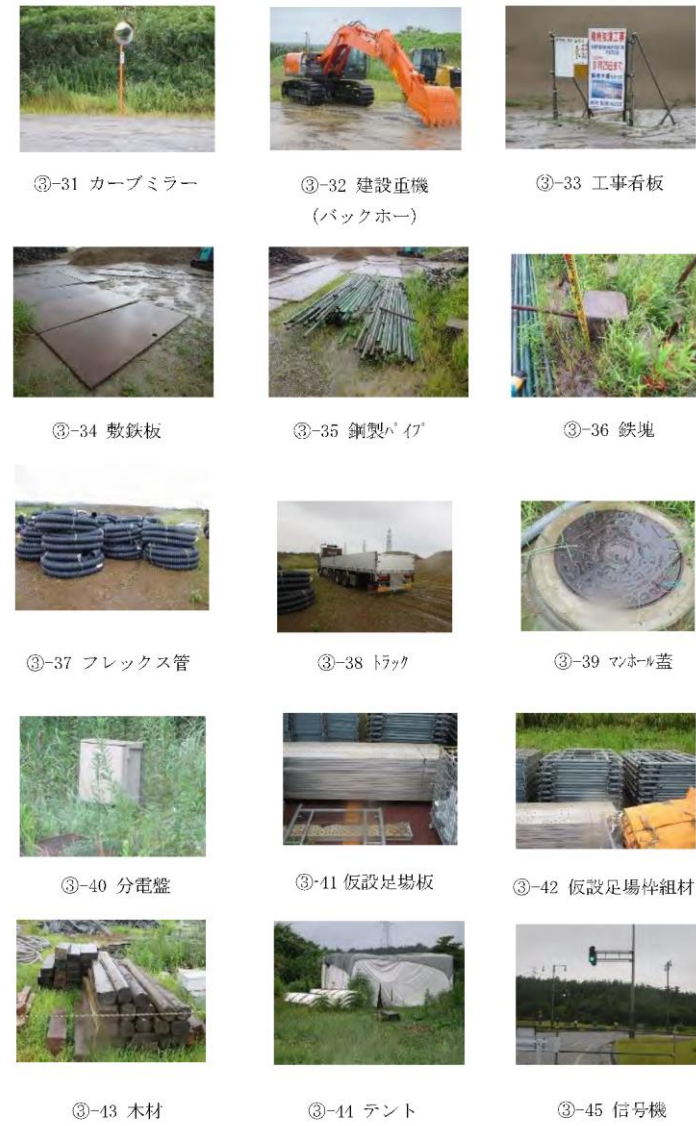 ③-31 カーブミラー
③-32 建設重機
(バックホー)
③-33 工事看板
③-34 敷鉄板
③-35 鋼製ﾊﾟｲﾌﾟ
③-36 鉄塊
③-37 フレックス管
③-38 ﾄﾗｯｸ
③-39 ﾏﾝﾎｰﾙ蓋
③-40 分電盤
③-41 仮設足場板
③-42 仮設足場枠組材
③-43 木材
③-44 テント
③-45 信号機